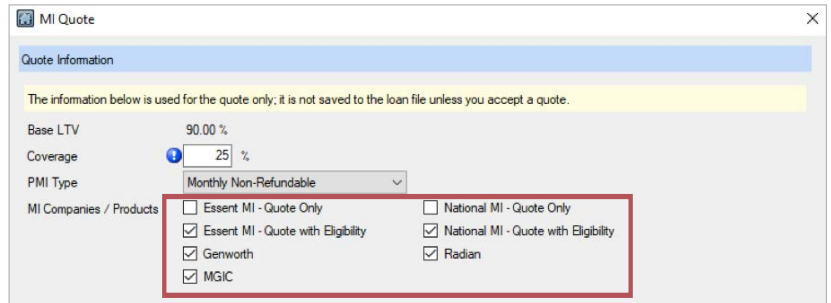 MI Quote
Quote Information
The information below is used for the quote only; it is not saved to the loan file unless you accept a quote.
Base LTV 90.00 %
Coverage 25 %
PMI Type Monthly Non-Refundable
MI Companies / Products Essent MI - Quote Only National MI - Quote Only
Essent MI - Quote with Eligibility National MI - Quote with Eligibility
Genworth Radian
MGIC